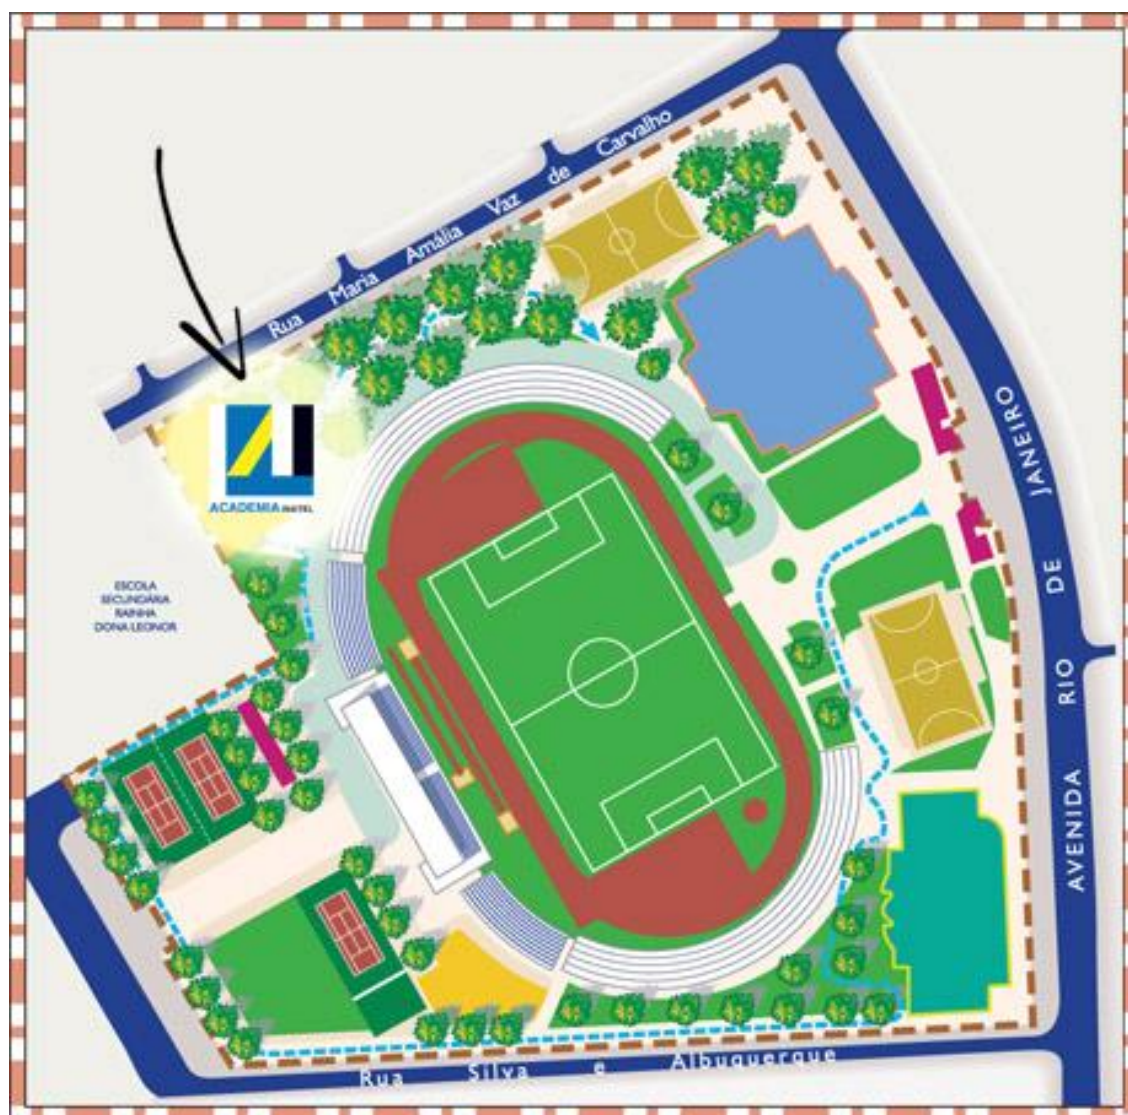 Rua Maria Amália Vaz de Carvalho
ACADEMIA INATEL
ESCOLA
SECUNDÁRIA
RAINHA
DONA LEONOR
AVENIDA RIO DE JANEIRO
Rua Silva e Albuquerque